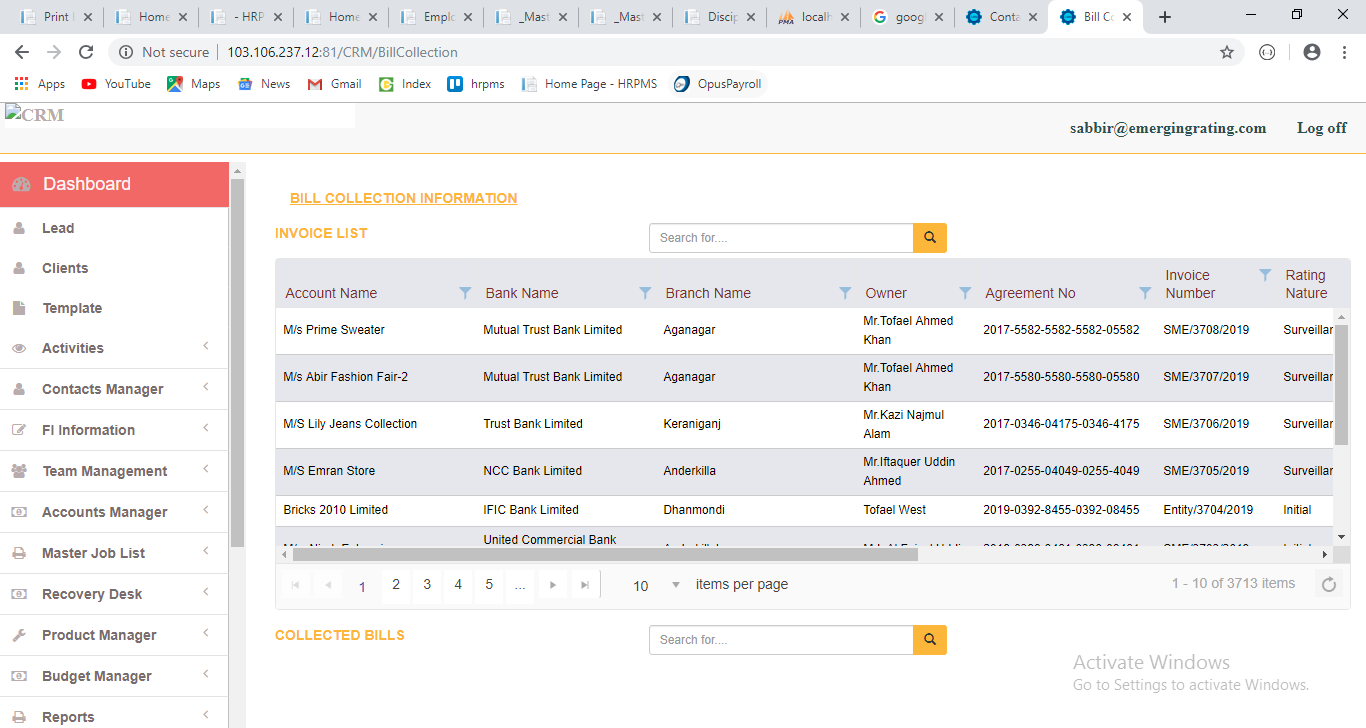 Print
Home
- HRP
Home
Emplo
_Mast
_Mast
Discip
localh
goog
Conta
Bill Co
Not secure
103.106.237.12:81/CRM/BillCollection
Apps
YouTube
Maps
News
Gmail
Index
hrpms
Home Page - HRPMS
OpusPayroll
CRM
sabbir@emergingrating.com
Log off
Dashboard
Lead
Clients
Template
Activities
Contacts Manager
FI Information
Team Management
Accounts Manager
Master Job List
Recovery Desk
Product Manager
Budget Manager
Reports
BILL COLLECTION INFORMATION
INVOICE LIST
Search for....
Account Name Bank Name Branch Name Owner Agreement No Invoice Number Rating Nature
M/s Prime Sweater Mutual Trust Bank Limited Aganagar Mr.Tofael Ahmed Khan 2017-5582-5582-5582-05582 SME/3708/2019 Surveillar
M/s Abir Fashion Fair-2 Mutual Trust Bank Limited Aganagar Mr.Tofael Ahmed Khan 2017-5580-5580-5580-05580 SME/3707/2019 Surveillar
M/S Lily Jeans Collection Trust Bank Limited Keraniganj Mr.Kazi Najmul Alam 2017-0346-04175-0346-4175 SME/3706/2019 Surveillar
M/S Emran Store NCC Bank Limited Anderkilla Mr.Iftaquer Uddin Ahmed 2017-0255-04049-0255-4049 SME/3705/2019 Surveillar
Bricks 2010 Limited IFIC Bank Limited Dhanmondi Tofael West 2019-0392-8455-0392-08455 Entity/3704/2019 Initial
United Commercial Bank
1 2 3 4 5 ...
10 items per page
1 - 10 of 3713 items
COLLECTED BILLS
Search for....
Activate Windows
Go to Settings to activate Windows.